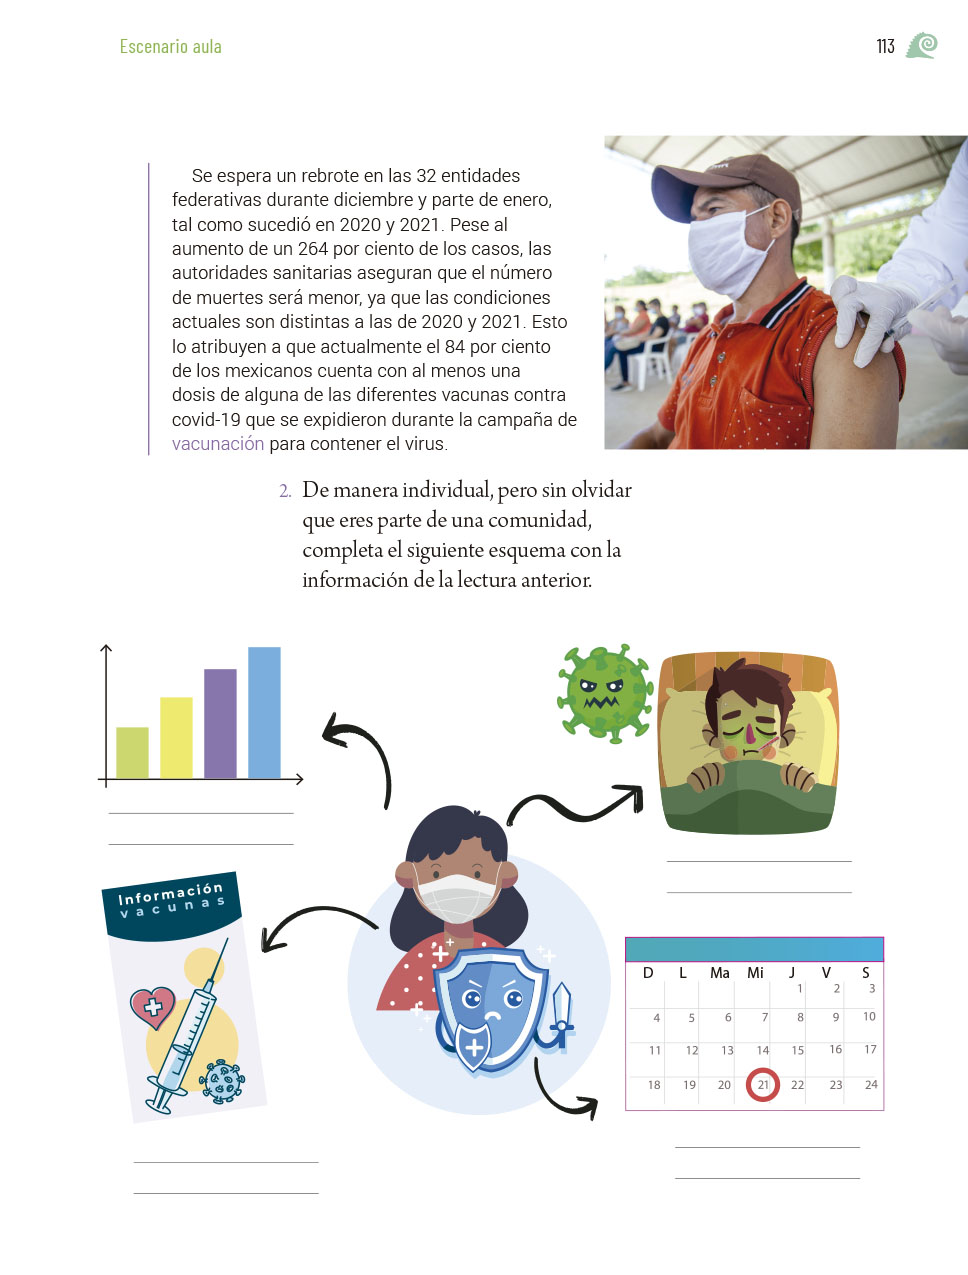 Escenario aula
113
Se espera un rebrote en las 32 entidades
federativas durante diciembre y parte de enero,
tal como sucedió en 2020 y 2021. Pese al
aumento de un 264 por ciento de los casos, las
autoridades sanitarias aseguran que el número
de muertes será menor, ya que las condiciones
actuales son distintas a las de 2020 y 2021. Esto
lo atribuyen a que actualmente el 84 por ciento
de los mexicanos cuenta con al menos una
dosis de alguna de las diferentes vacunas contra
covid-19 que se expidieron durante la campaña de
vacunación para contener el virus.
2. De manera individual, pero sin olvidar
que eres parte de una comunidad,
completa el siguiente esquema con la
información de la lectura anterior.
Información
vacunas
D L Ma Mi J V S
1 2 3
4 5 6 7 8 9 10
11 12 13 14 15 16 17
18 19 20 21 22 23 24